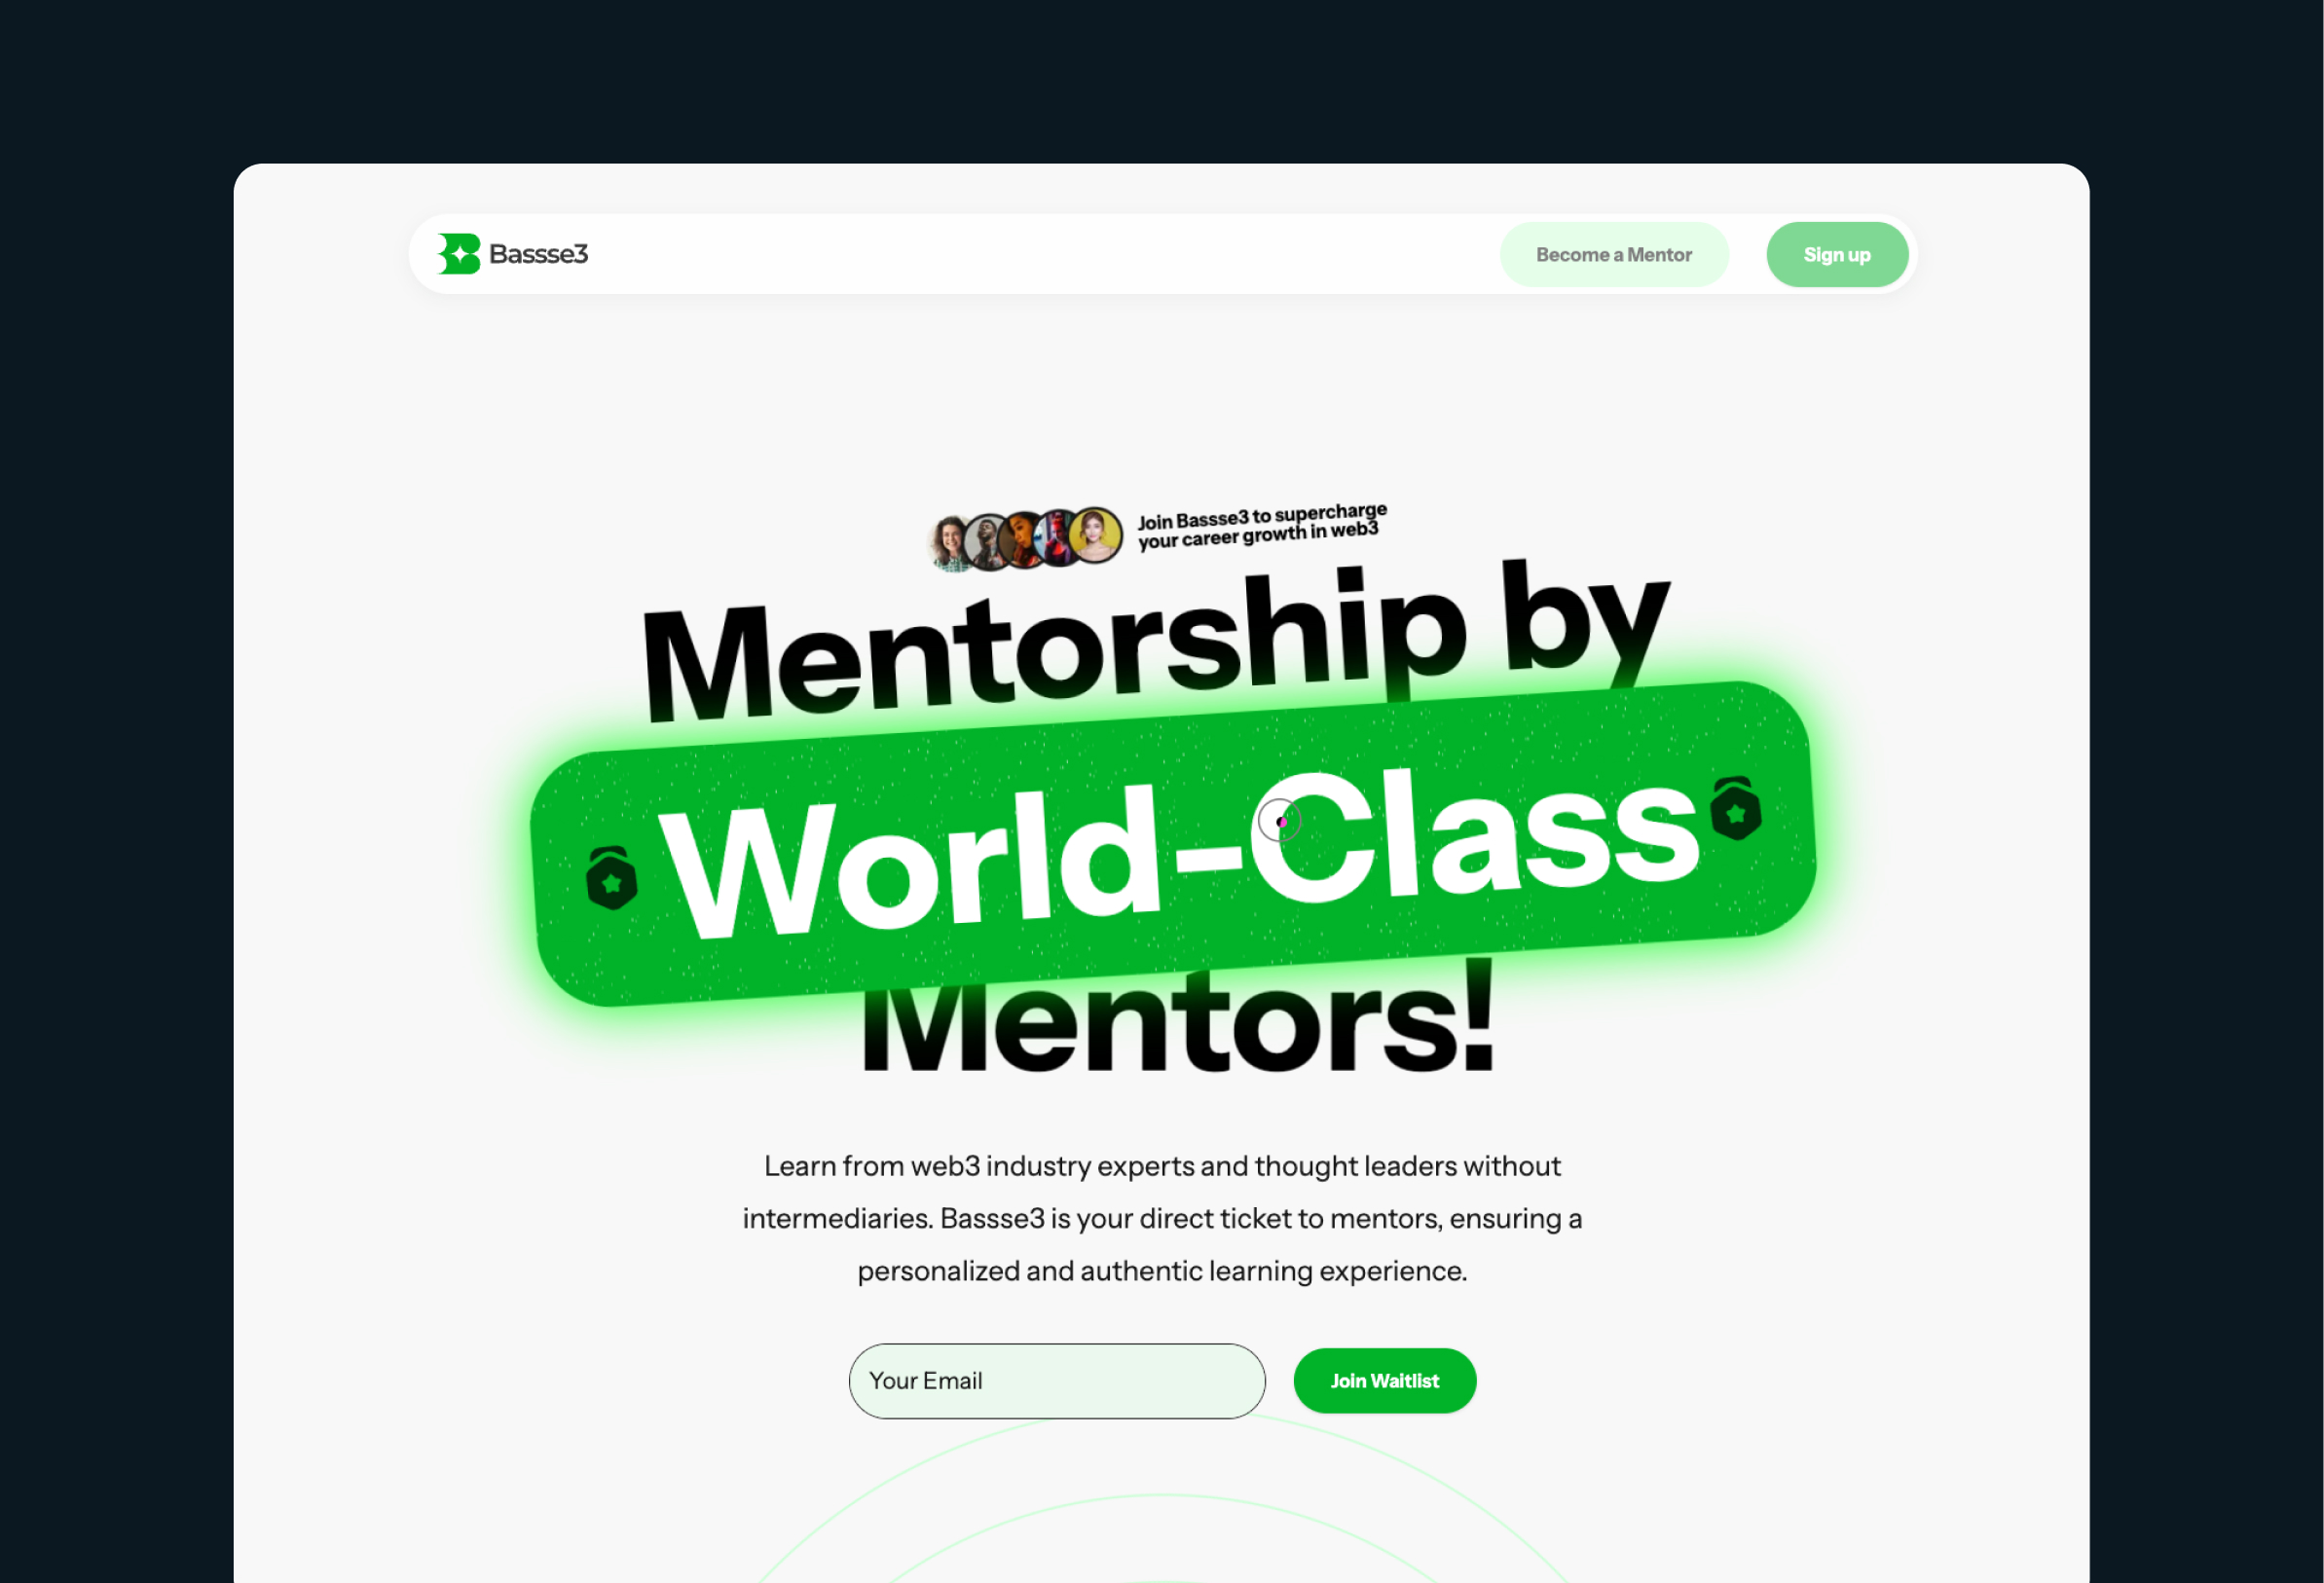 Bassse3
Become a Mentor
Sign up
Join Bassse3 to supercharge
your career growth in web3
Mentorship by
World-Class
Mentors!
Learn from web3 industry experts and thought leaders without
intermediaries. Bassse3 is your direct ticket to mentors, ensuring a
personalized and authentic learning experience.
Your Email
Join Waitlist